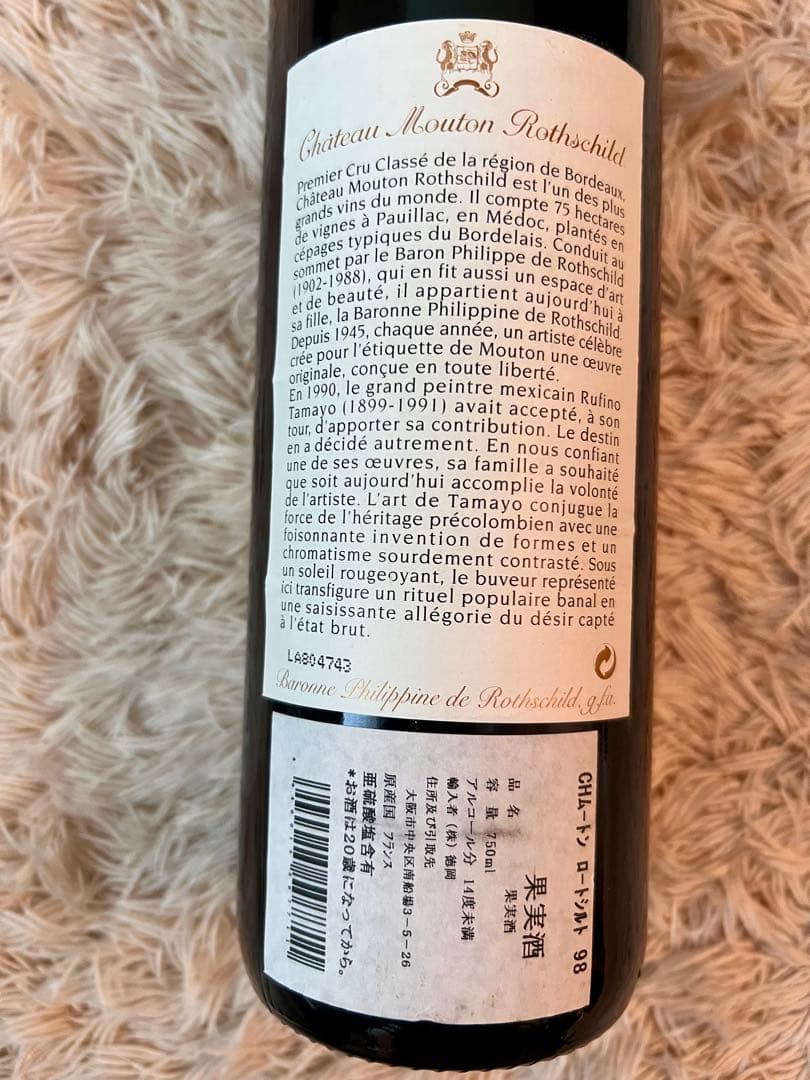 Château Mouton Rothschild
Premier Cru Classé de la région de Bordeaux,
Château Mouton Rothschild est l'un des plus
grands vins du monde. Il compte 75 hectares
de vignes à Pauillac, en Médoc, plantés en
cépages typiques du Bordelais. Conduit au
sommet par le Baron Philippe de Rothschild
(1902-1988), qui en fit aussi un espace d'art
et de beauté, il appartient aujourd'hui à
sa fille, la Baronne Philippine de Rothschild.
Depuis 1945, chaque année, un artiste célèbre
crée pour l'étiquette de Mouton une œuvre
originale, conçue en toute liberté.
En 1990, le grand peintre mexicain Rufino
Tamayo (1899-1991) avait accepté, à son
tour, d'apporter sa contribution. Le destin
en a décidé autrement. En nous confiant
une de ses œuvres, sa famille a souhaité
que soit aujourd'hui accomplie la volonté
de l'artiste. L'art de Tamayo conjugue la
force de l'héritage précolombien avec une
foisonnante invention de formes et un
chromatisme sourdement contrasté. Sous
un soleil rougeoyant, le buveur représenté
ici transfigure un rituel populaire banal en
une saisissante allégorie du désir capté
à l'état brut.
LA804743
Baronne Philippine de Rothschild. g.f.a.
CHムートン ロートシルト 98
果実酒
品名 果実酒
容量 750ml
アルコール分 14度未満
輸入者 (株) 徳岡
住所及び引取先
大阪市中央区南船場3-5-26
原産国 フランス
亜硫酸塩含有
*お酒は20歳になってから。